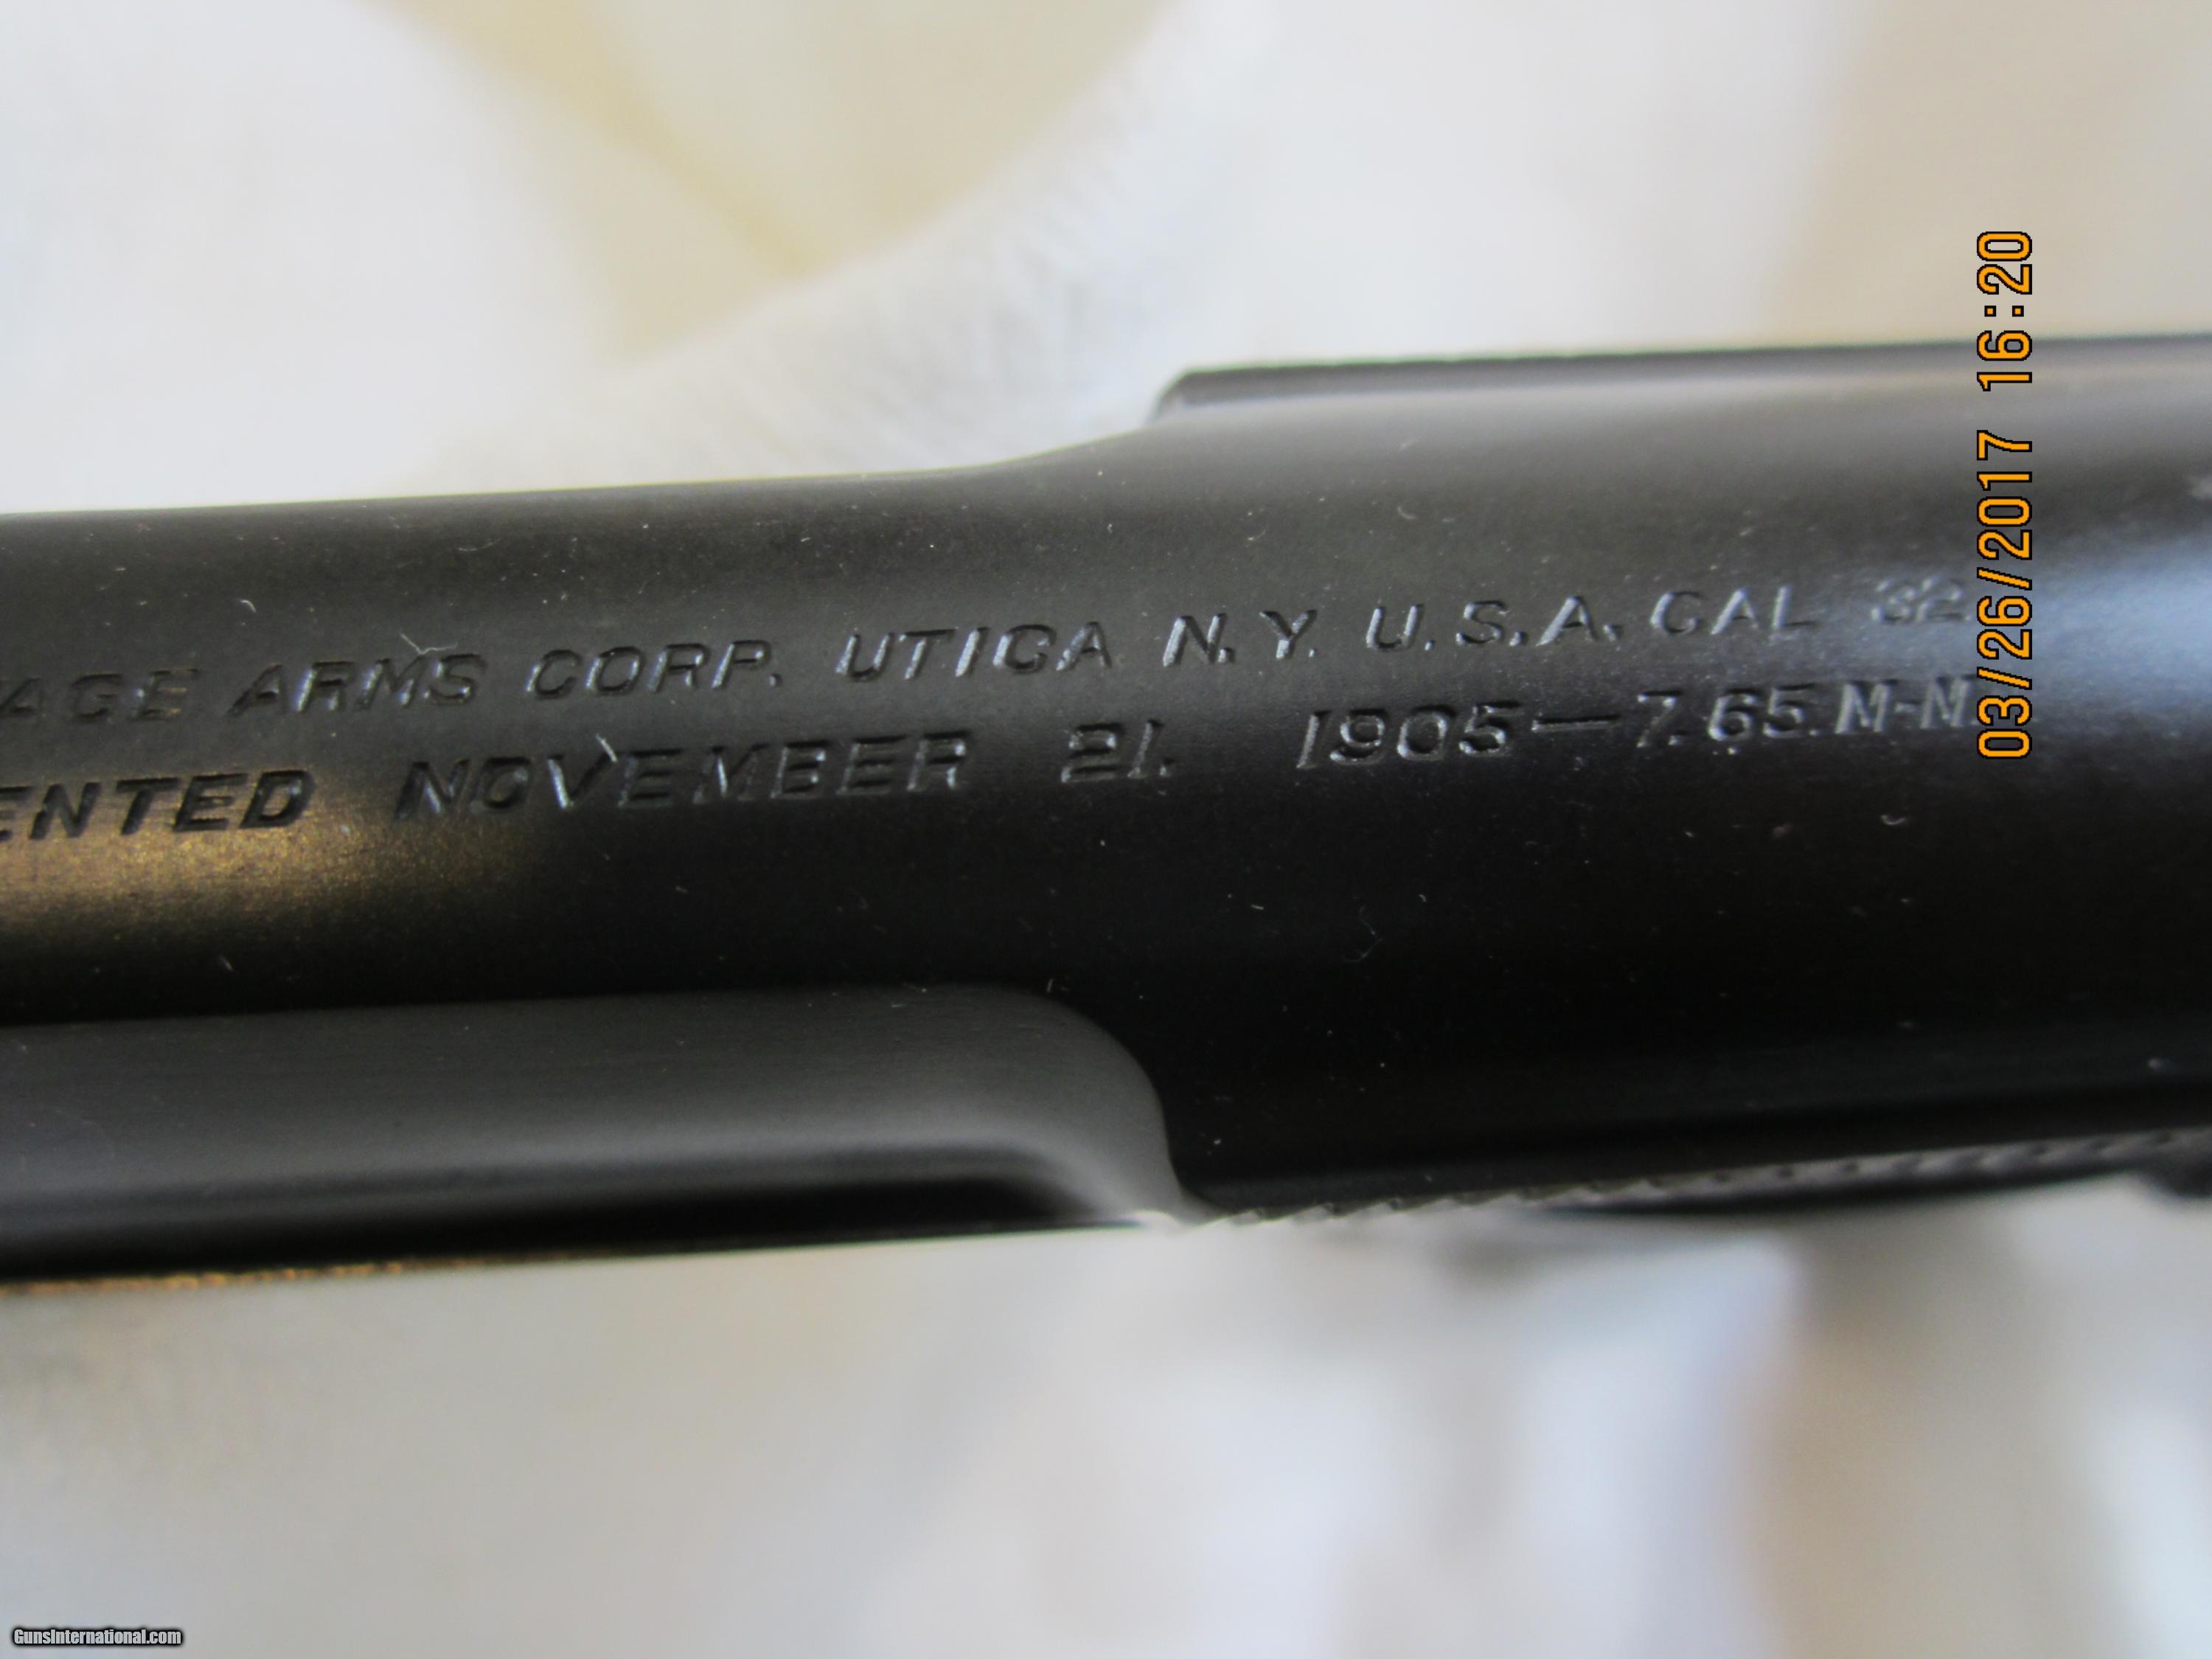 AGE ARMS CORP. UTICA N.Y. U.S.A. CAL 32
ENTED NOVEMBER 21. 1905—7.65.M-M.
03/26/2017 16:20
GunsInternational.com